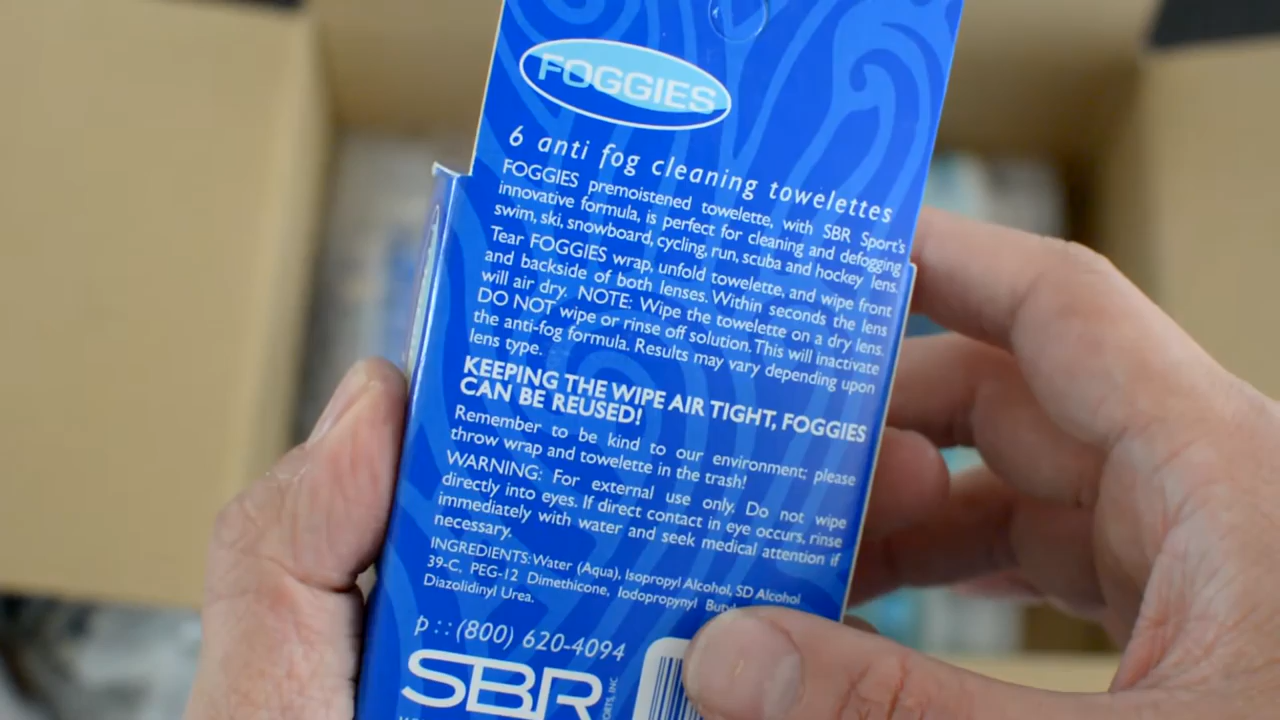 FOGGIES
6 anti fog cleaning towelettes
FOGGIES premoistened towelette, with SBR Sport's
innovative formula, is perfect for cleaning and defogging
swim, ski, snowboard, cycling, run, scuba and hockey lens.
Tear FOGGIES wrap, unfold towelette, and wipe front
and backside of both lenses. Within seconds the lens
will air dry. NOTE: Wipe the towelette on a dry lens.
DO NOT wipe or rinse off solution. This will inactivate
the anti-fog formula. Results may vary depending upon
lens type.
KEEPING THE WIPE AIR TIGHT, FOGGIES
CAN BE REUSED!
Remember to be kind to our environment; please
throw wrap and towelette in the trash!
WARNING: For external use only. Do not wipe
directly into eyes. If direct contact in eye occurs, rinse
immediately with water and seek medical attention if
necessary.
INGREDIENTS: Water (Aqua), Isopropyl Alcohol, SD Alcohol
39-C, PEG-12 Dimethicone, Iodopropynyl
Diazolidinyl Urea.
p :: (800) 620-4094
SBR